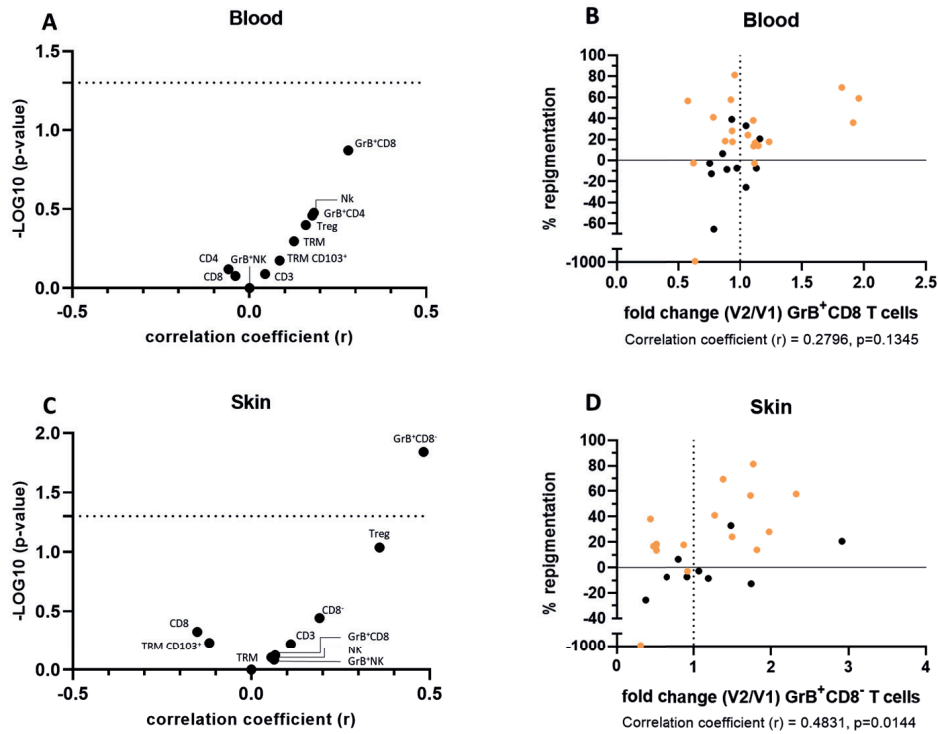 A
Blood
-LOG10 (p-value)
1.5
1.0
0.5
0.0
GrB⁺CD8
Nk
GrB⁺CD4
Treg
TRM
TRM CD103⁺
CD4
GrB⁺NK
CD8
CD3
-0.5
0.0
0.5
correlation coefficient (r)
B
Blood
% repigmentation
100
80
60
40
20
0
-20
-40
-60
-1000
0.0
0.5
1.0
1.5
2.0
2.5
fold change (V2/V1) GrB⁺CD8 T cells
Correlation coefficient (r) = 0.2796, p=0.1345
C
Skin
-LOG10 (p-value)
2.0
1.5
1.0
0.5
0.0
GrB⁺CD8⁻
Treg
CD8⁻
CD8
TRM CD103⁺
CD3
GrB⁺CD8
NK
TRM
GrB⁺NK
-0.5
0.0
0.5
correlation coefficient (r)
D
Skin
% repigmentation
100
80
60
40
20
0
-20
-40
-1000
0
1
2
3
4
fold change (V2/V1) GrB⁺CD8⁻ T cells
Correlation coefficient (r) = 0.4831, p=0.0144